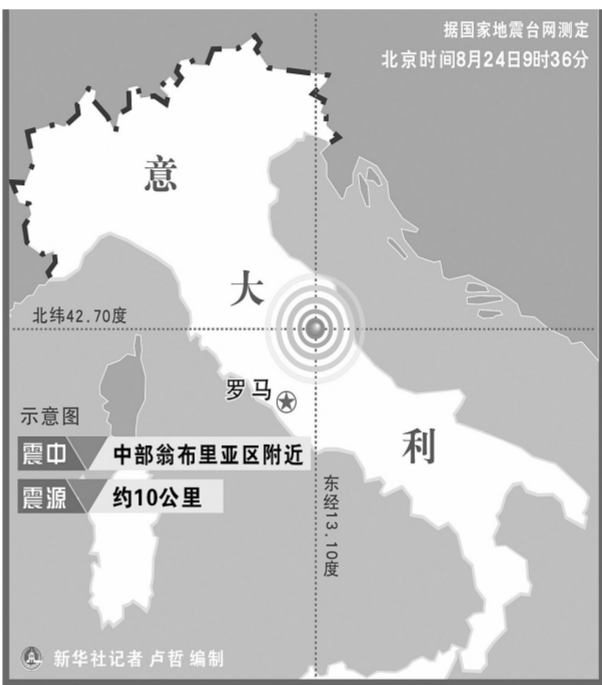 据国家地震台网测定
北京时间8月24日9时36分
意
大
北纬42.70度
罗马
示意图
利
震中 中部翁布里亚区附近
震源 约10公里
东经13.10度
新华社记者 卢哲 编制